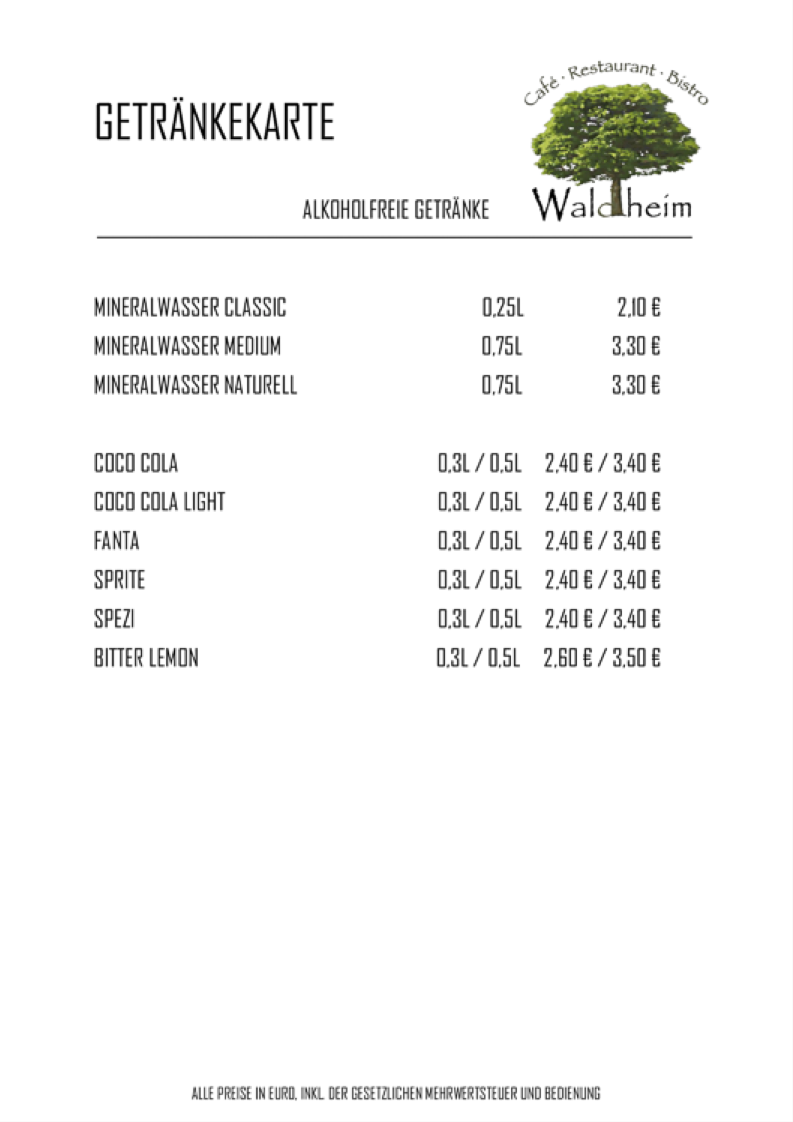 Café · Restaurant · Bistro
GETRÄNKEKARTE
Waldheim
ALKOHOLFREIE GETRÄNKE
MINERALWASSER CLASSIC 0,25L 2,10 €
MINERALWASSER MEDIUM 0,75L 3,30 €
MINERALWASSER NATURELL 0,75L 3,30 €
COCO COLA 0,3L / 0,5L 2,40 € / 3,40 €
COCO COLA LIGHT 0,3L / 0,5L 2,40 € / 3,40 €
FANTA 0,3L / 0,5L 2,40 € / 3,40 €
SPRITE 0,3L / 0,5L 2,40 € / 3,40 €
SPEZI 0,3L / 0,5L 2,40 € / 3,40 €
BITTER LEMON 0,3L / 0,5L 2,60 € / 3,50 €
ALLE PREISE IN EURO, INKL. DER GESETZLICHEN MEHRWERTSTEUER UND BEDIENUNG